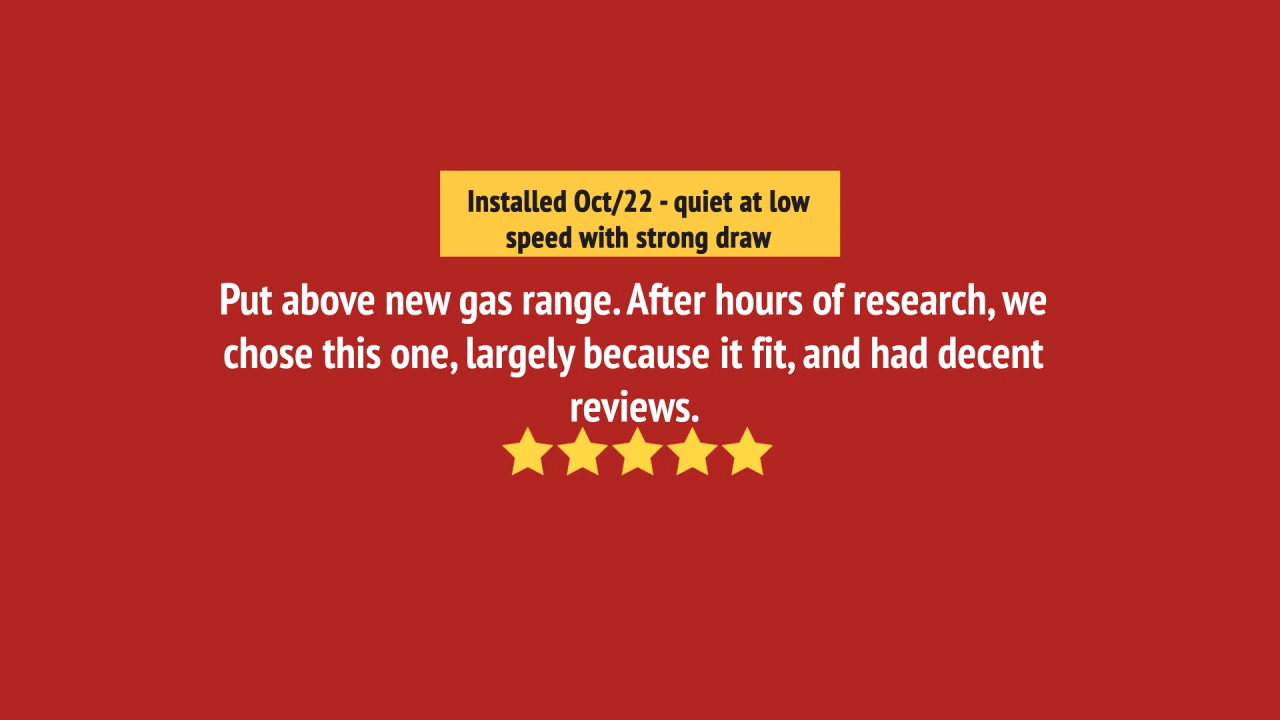 Installed Oct/22 - quiet at low
speed with strong draw
Put above new gas range. After hours of research, we
chose this one, largely because it fit, and had decent
reviews.